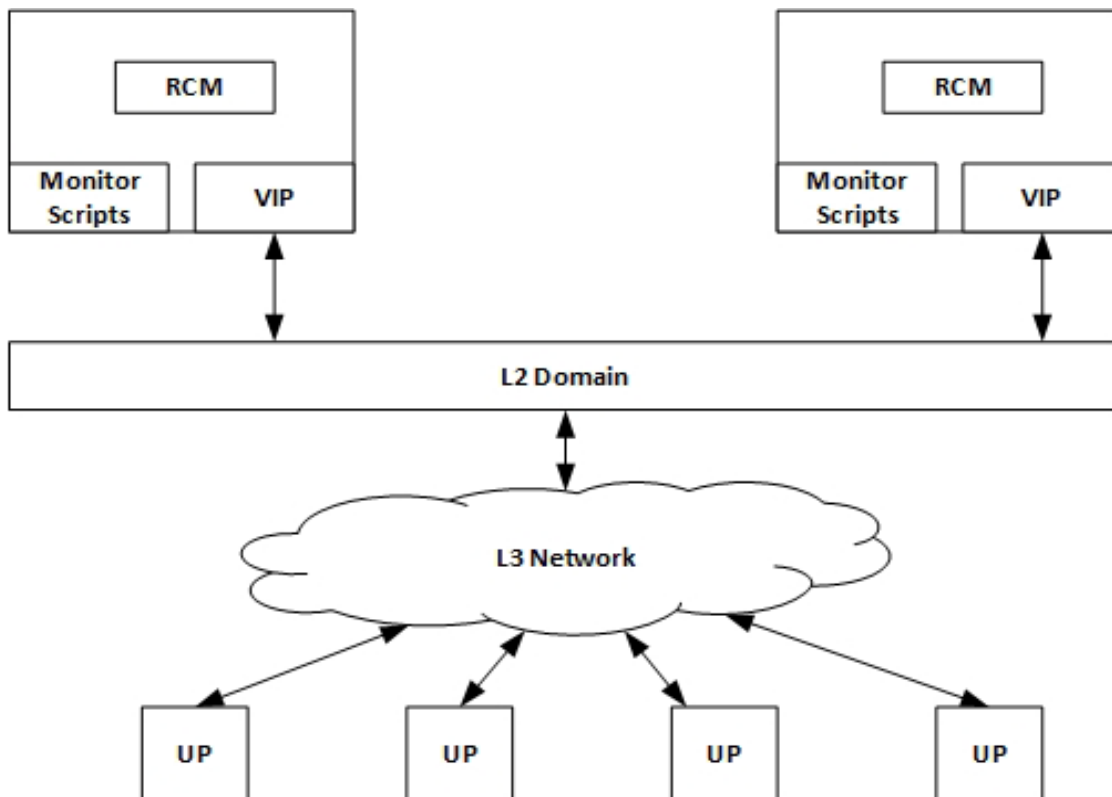 RCM
RCM
Monitor
Scripts
VIP
Monitor
Scripts
VIP
L2 Domain
L3 Network
UP
UP
UP
UP